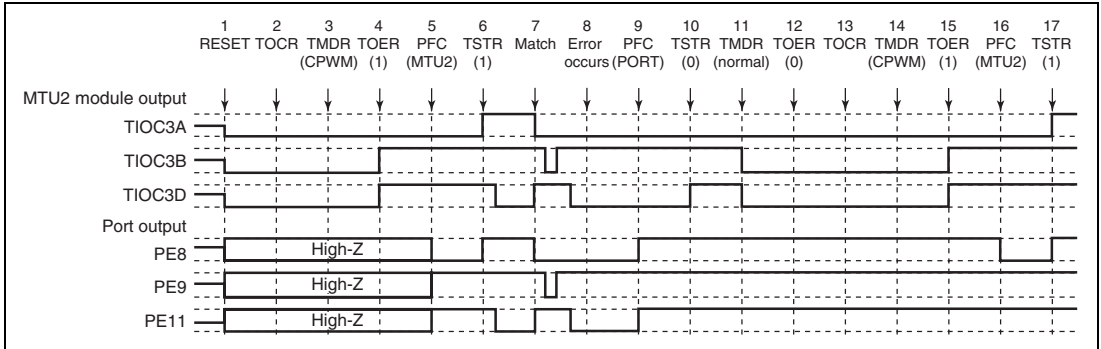 1 2 3 4 5 6 7 8 9 10 11 12 13 14 15 16 17
RESET TOCR TMDR TOER PFC TSTR Match Error PFC TSTR TMDR TOER TOCR TMDR TOER PFC TSTR
(CPWM) (1) (MTU2) (1) occurs (PORT) (0) (normal) (0) (CPWM) (1) (MTU2) (1)
MTU2 module output
TIOC3A
TIOC3B
TIOC3D
Port output
PE8 High-Z
PE9 High-Z
PE11 High-Z